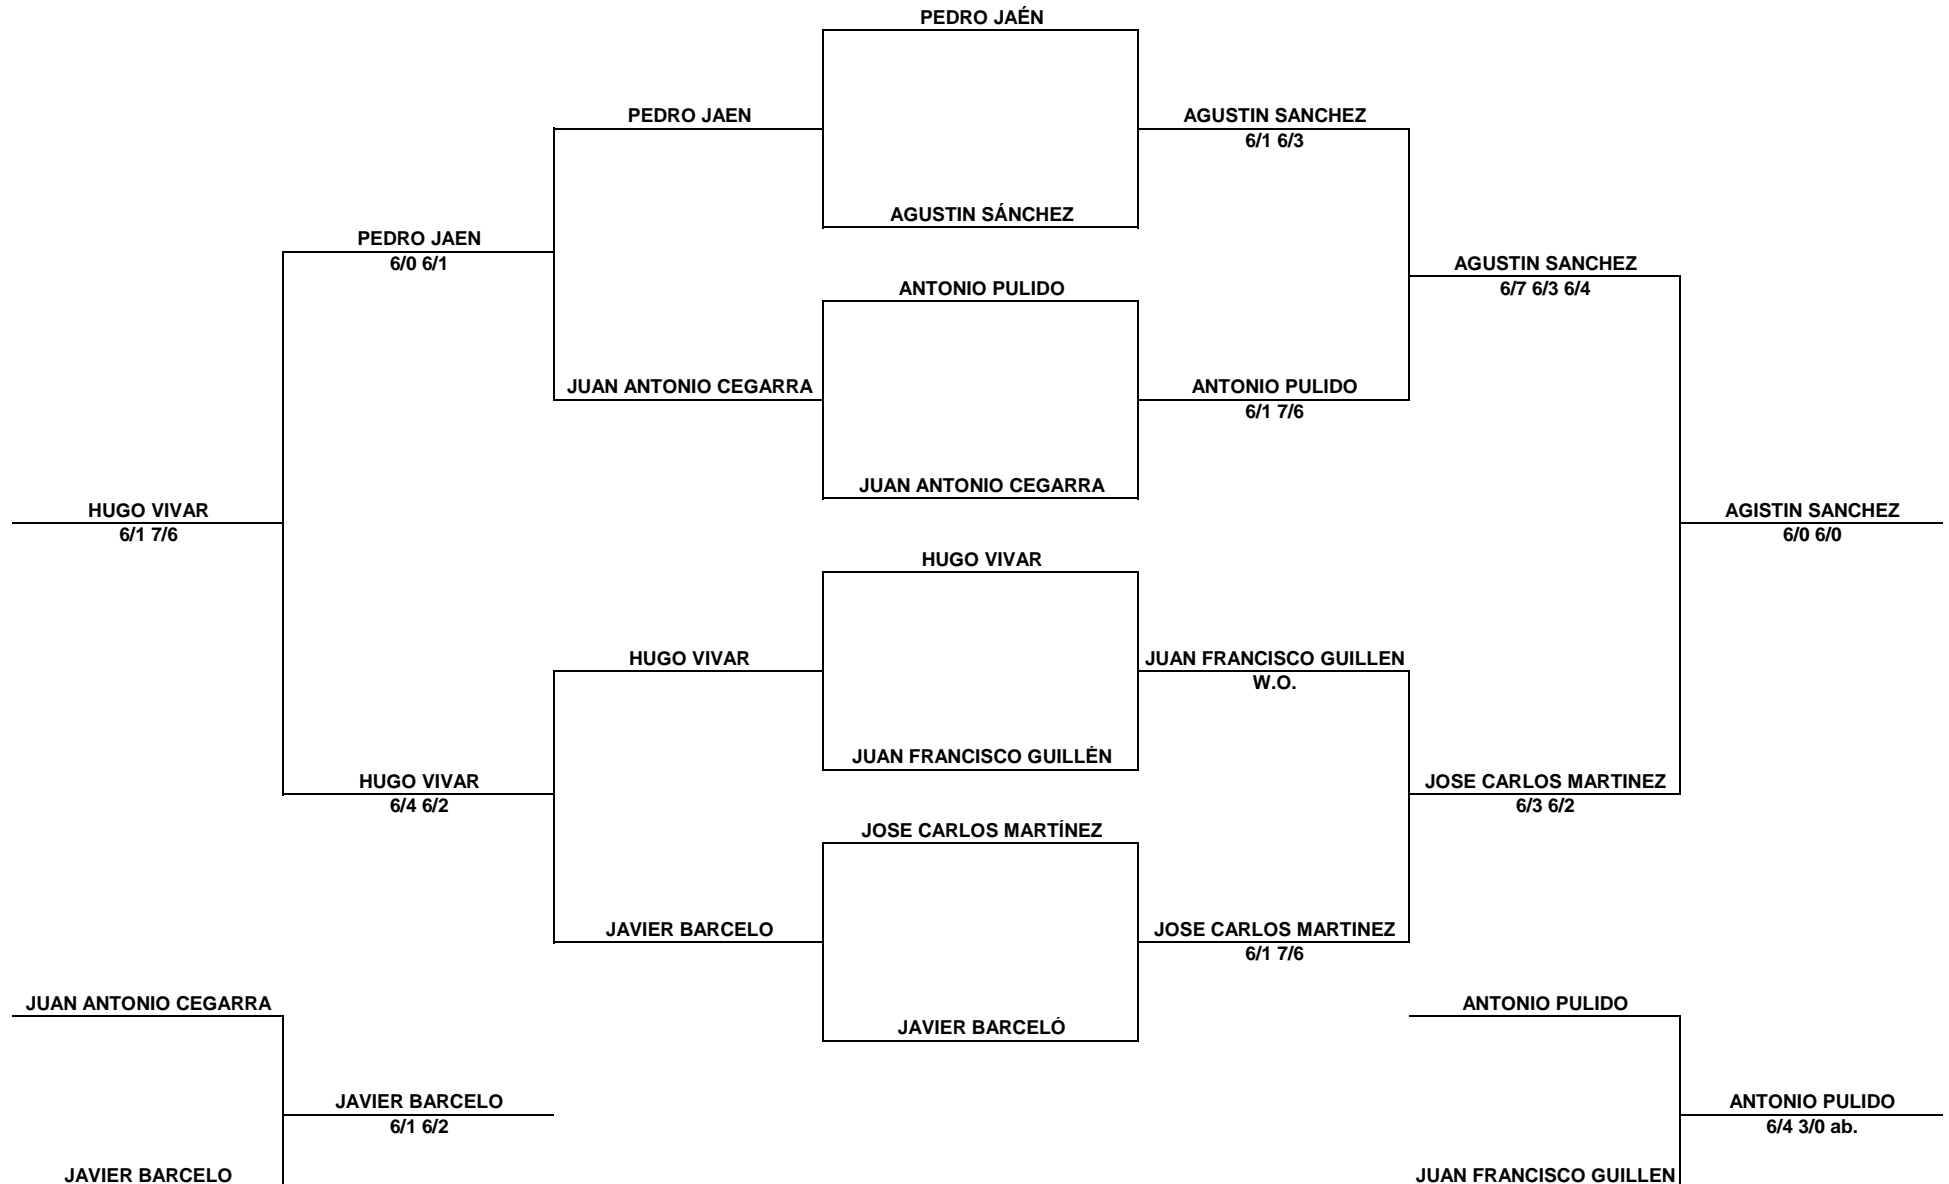 PEDRO JAÉN
PEDRO JAEN
AGUSTIN SANCHEZ
6/1 6/3
AGUSTIN SÁNCHEZ
PEDRO JAEN
6/0 6/1
AGUSTIN SANCHEZ
6/7 6/3 6/4
ANTONIO PULIDO
JUAN ANTONIO CEGARRA
ANTONIO PULIDO
6/1 7/6
JUAN ANTONIO CEGARRA
HUGO VIVAR
6/1 7/6
AGISTIN SANCHEZ
6/0 6/0
HUGO VIVAR
HUGO VIVAR
JUAN FRANCISCO GUILLEN
W.O.
JUAN FRANCISCO GUILLÉN
HUGO VIVAR
6/4 6/2
JOSE CARLOS MARTINEZ
6/3 6/2
JOSE CARLOS MARTÍNEZ
JAVIER BARCELO
JOSE CARLOS MARTINEZ
6/1 7/6
JUAN ANTONIO CEGARRA
ANTONIO PULIDO
JAVIER BARCELÓ
JAVIER BARCELO
6/1 6/2
ANTONIO PULIDO
6/4 3/0 ab.
JAVIER BARCELO
JUAN FRANCISCO GUILLEN